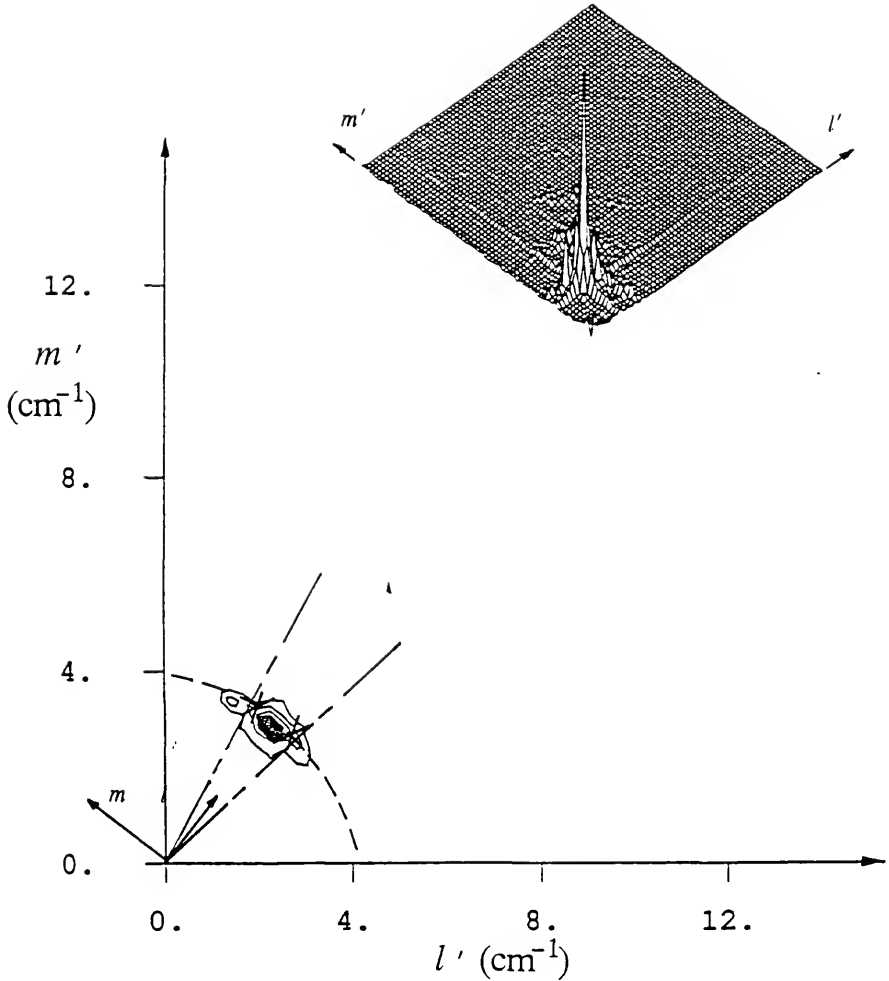 m'
l'
12.
m '
(cm⁻¹)
8.
4.
m
0.
0.
4.
8.
12.
l ' (cm⁻¹)